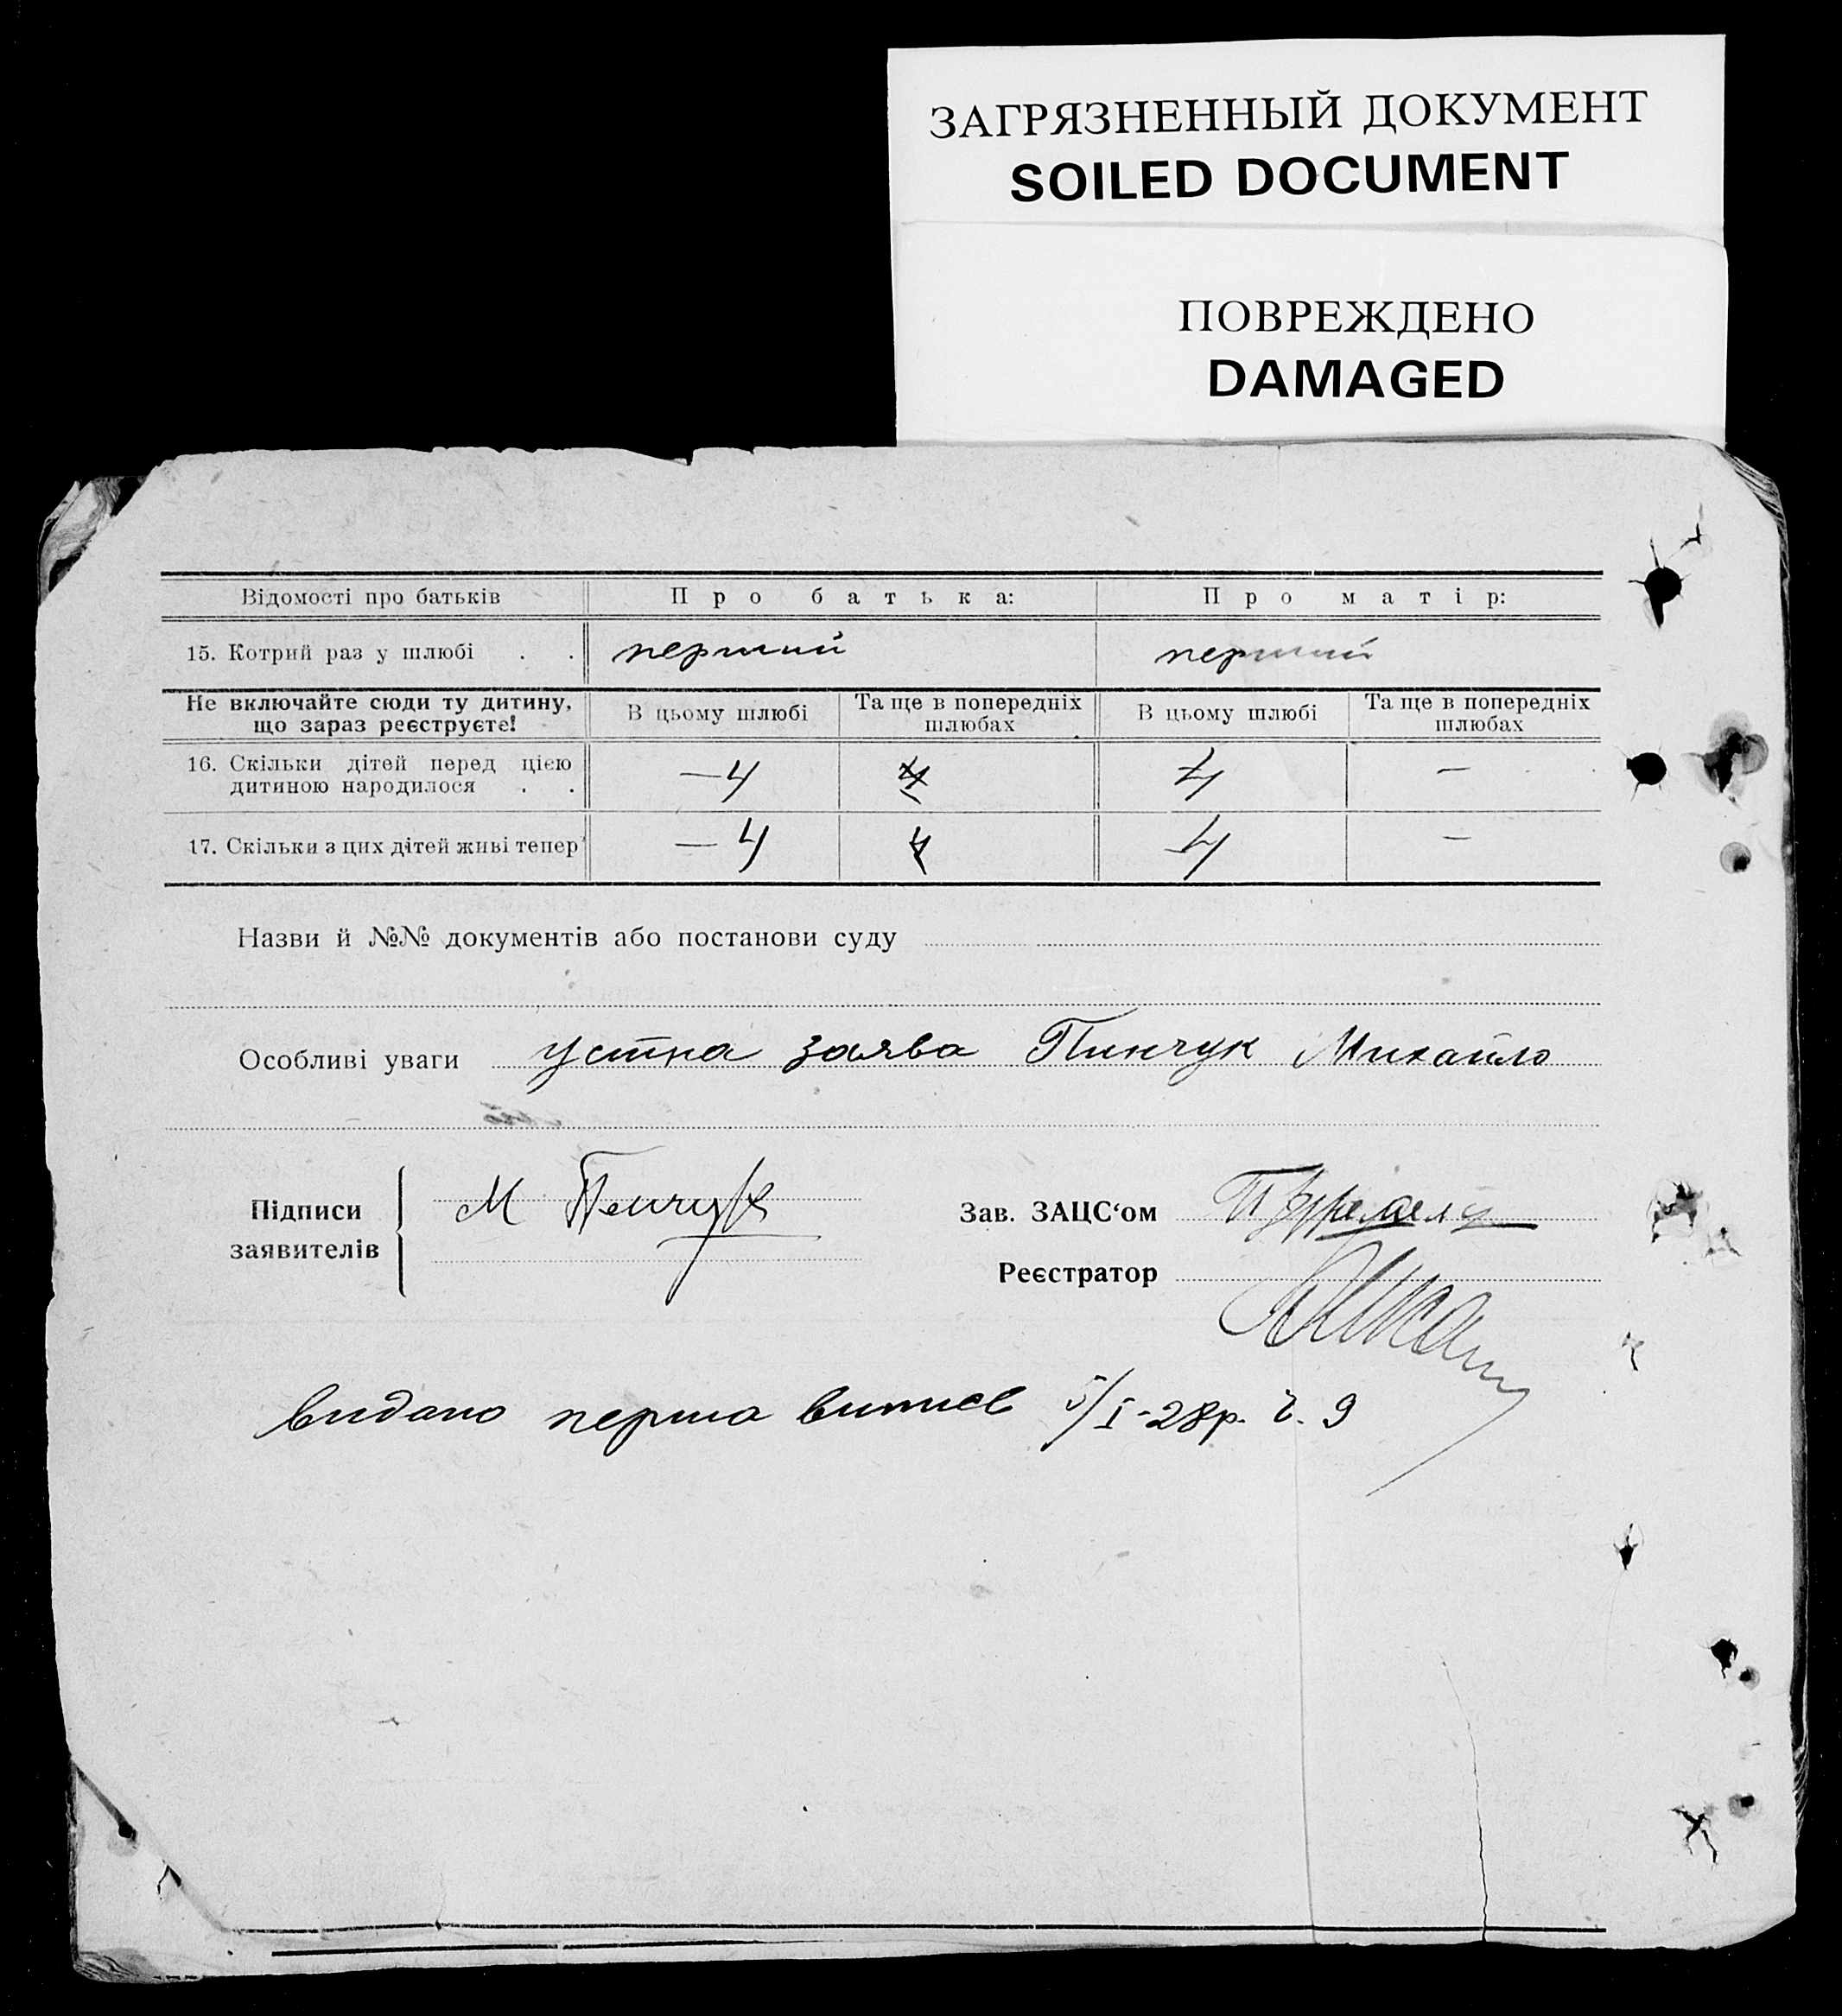 ЗАГРЯЗНЕННЫЙ ДОКУМЕНТ
SOILED DOCUMENT
ПОВРЕЖДЕНО
DAMAGED
Відомості про батьків Про батька: Про матір:
15. Котрий раз у шлюбі . . перший перший
Не включайте сюди ту дитину, що зараз реєструєте! В цьому шлюбі Та ще в попередніх шлюбах В цьому шлюбі Та ще в попередніх шлюбах
16. Скільки дітей перед цією дитиною народилося . . — 4 4 4 —
17. Скільки з цих дітей живі тепер — 4 4 4 —
Назви й №№ документів або постанови суду
Особливі уваги устна заява Пинчук Михайло
Підписи заявителів М Пинчук
Зав. ЗАЦС‘ом
Реєстратор
видано перша витисв 5/I-28р. ч. 9